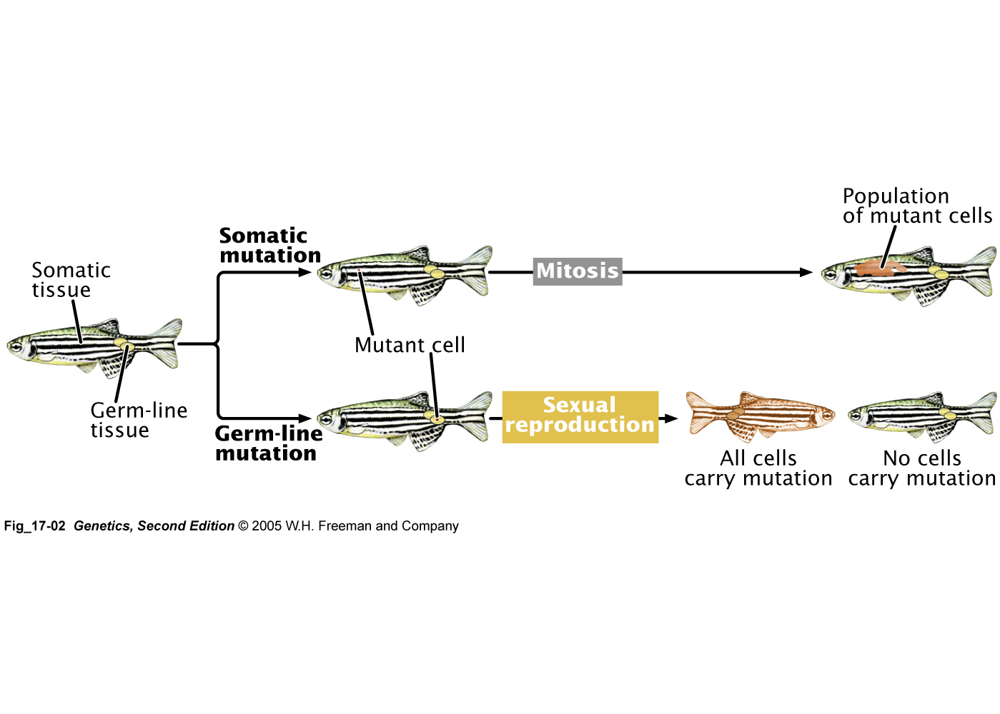 Somatic
tissue
Germ-line
tissue
Somatic
mutation
Mutant cell
Germ-line
mutation
Mitosis
Population
of mutant cells
Sexual
reproduction
All cells
carry mutation
No cells
carry mutation
Fig_17-02 Genetics, Second Edition © 2005 W.H. Freeman and Company